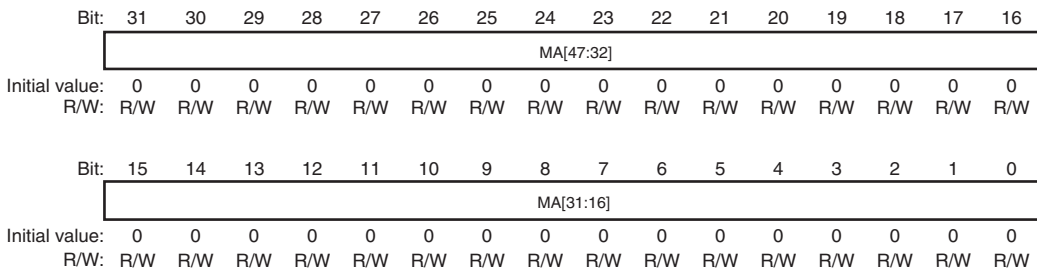 Bit: 31 30 29 28 27 26 25 24 23 22 21 20 19 18 17 16
MA[47:32]
Initial value: 0 0 0 0 0 0 0 0 0 0 0 0 0 0 0 0
R/W: R/W R/W R/W R/W R/W R/W R/W R/W R/W R/W R/W R/W R/W R/W R/W R/W
Bit: 15 14 13 12 11 10 9 8 7 6 5 4 3 2 1 0
MA[31:16]
Initial value: 0 0 0 0 0 0 0 0 0 0 0 0 0 0 0 0
R/W: R/W R/W R/W R/W R/W R/W R/W R/W R/W R/W R/W R/W R/W R/W R/W R/W